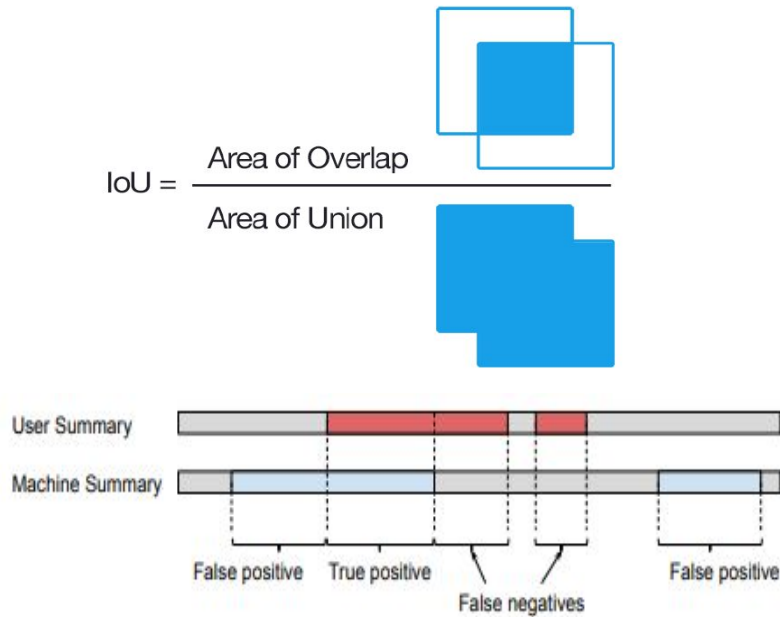 Area of Overlap
IoU =
Area of Union
User Summary
Machine Summary
False positive
True positive
False positive
False negatives